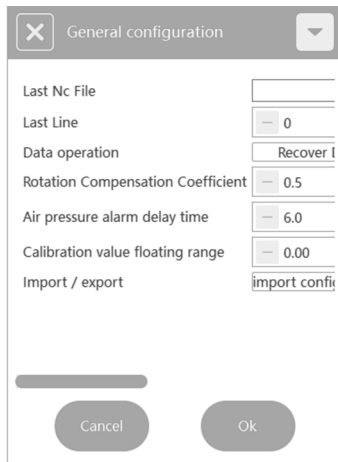 General configuration
Last Nc File
Last Line
0
Data operation
Recover
Rotation Compensation Coefficient
0.5
Air pressure alarm delay time
6.0
Calibration value floating range
0.00
Import / export
import confi
Cancel
Ok